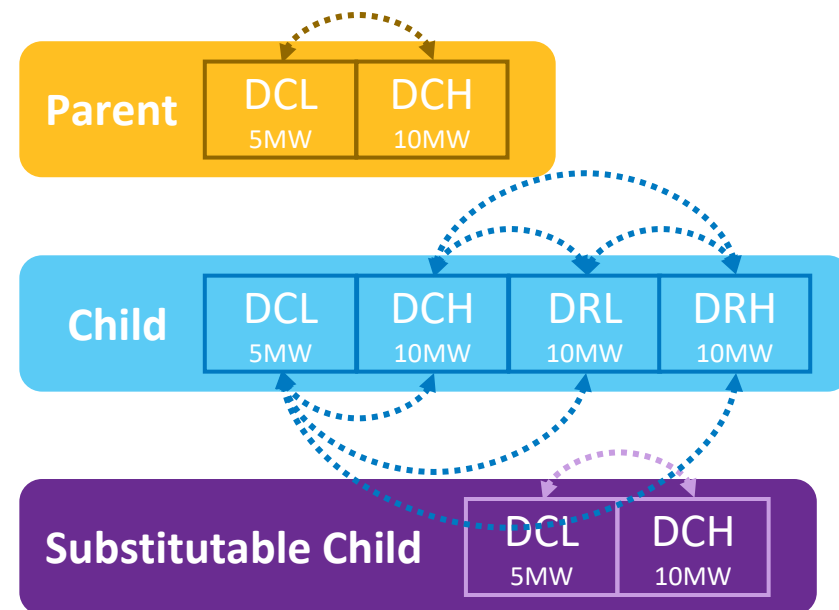 Parent
DCL DCH
5MW 10MW
Child
DCL DCH DRL DRH
5MW 10MW 10MW 10MW
Substitutable Child
DCL DCH
5MW 10MW